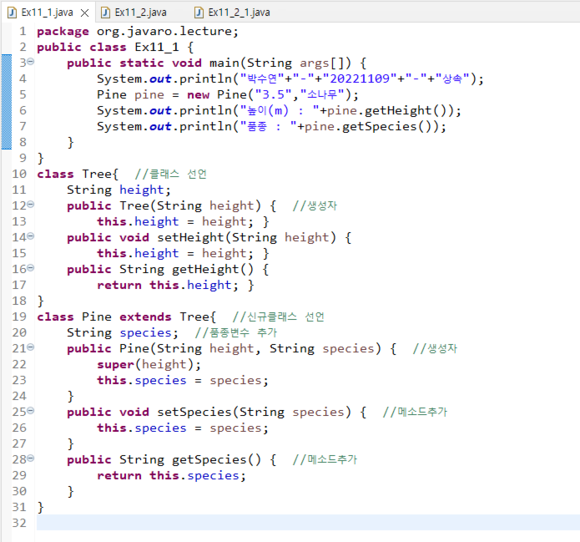 Ex11_1.java Ex11_2.java Ex11_2_1.java
1 package org.javaro.lecture;
2 public class Ex11_1 {
3 public static void main(String args[]) {
4 System.out.println("박수연"+"-"+"20221109"+"-"+"상속");
5 Pine pine = new Pine("3.5","소나무");
6 System.out.println("높이(m) : "+pine.getHeight());
7 System.out.println("품종 : "+pine.getSpecies());
8 }
9 }
10 class Tree{ //클래스 선언
11 String height;
12 public Tree(String height) { //생성자
13 this.height = height; }
14 public void setHeight(String height) {
15 this.height = height; }
16 public String getHeight() {
17 return this.height; }
18 }
19 class Pine extends Tree{ //신규클래스 선언
20 String species; //품종변수 추가
21 public Pine(String height, String species) { //생성자
22 super(height);
23 this.species = species;
24 }
25 public void setSpecies(String species) { //메소드추가
26 this.species = species;
27 }
28 public String getSpecies() { //메소드추가
29 return this.species;
30 }
31 }
32